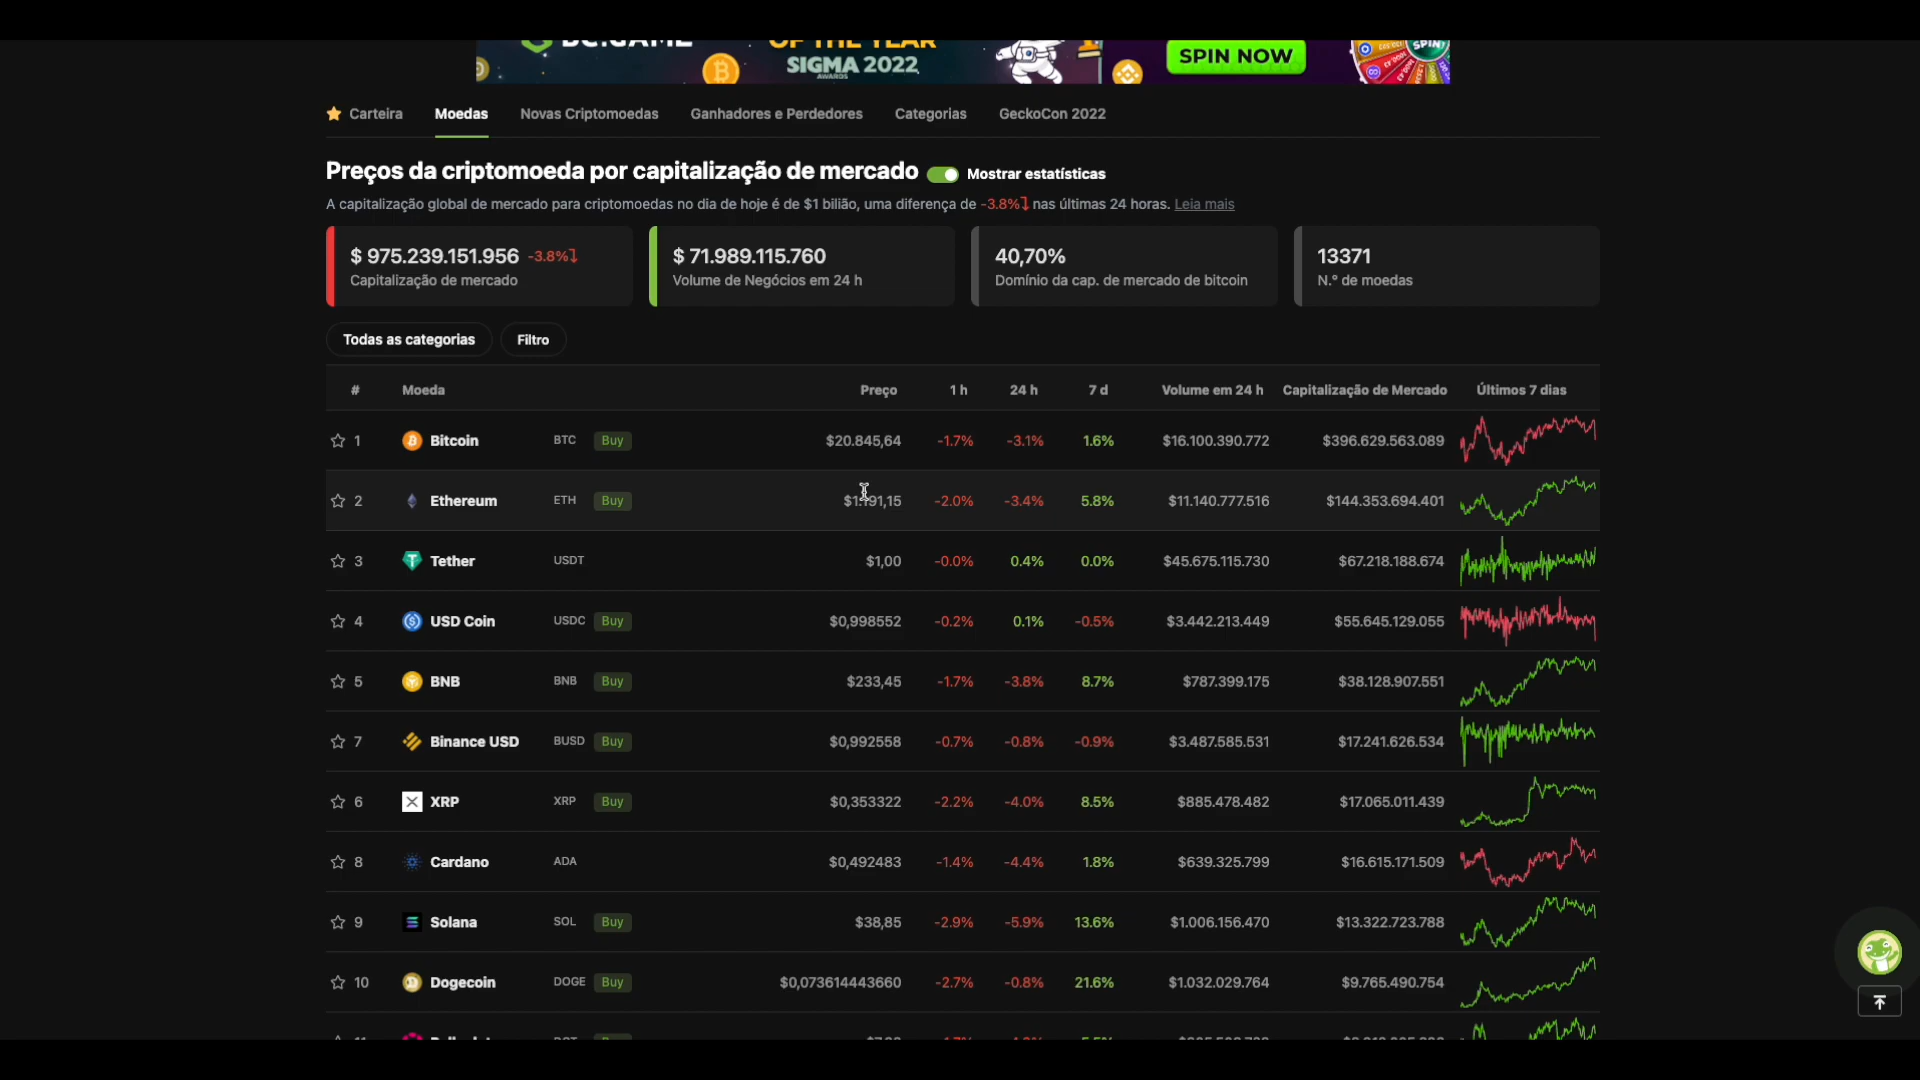 BC.GAME
OF THE YEAR
SIGMA 2022
AWARDS
SPIN NOW
SPIN!
Carteira Moedas Novas Criptomoedas Ganhadores e Perdedores Categorias GeckoCon 2022
Preços da criptomoeda por capitalização de mercado Mostrar estatísticas
A capitalização global de mercado para criptomoedas no dia de hoje é de $1 bilião, uma diferença de -3.8% nas últimas 24 horas. Leia mais
$ 975.239.151.956 -3.8%
Capitalização de mercado
$ 71.989.115.760
Volume de Negócios em 24 h
40,70%
Domínio da cap. de mercado de bitcoin
13371
N.º de moedas
Todas as categorias Filtro
# Moeda Preço 1 h 24 h 7 d Volume em 24 h Capitalização de Mercado Últimos 7 dias
1 Bitcoin BTC Buy $20.845,64 -1.7% -3.1% 1.6% $16.100.390.772 $396.629.563.089
2 Ethereum ETH Buy $1.191,15 -2.0% -3.4% 5.8% $11.140.777.516 $144.353.694.401
3 Tether USDT $1,00 -0.0% 0.4% 0.0% $45.675.115.730 $67.218.188.674
4 USD Coin USDC Buy $0,998552 -0.2% 0.1% -0.5% $3.442.213.449 $55.645.129.055
5 BNB BNB Buy $233,45 -1.7% -3.8% 8.7% $787.399.175 $38.128.907.551
7 Binance USD BUSD Buy $0,992558 -0.7% -0.8% -0.9% $3.487.585.531 $17.241.626.534
6 XRP XRP Buy $0,353322 -2.2% -4.0% 8.5% $885.478.482 $17.065.011.439
8 Cardano ADA $0,492483 -1.4% -4.4% 1.8% $639.325.799 $16.615.171.509
9 Solana SOL Buy $38,85 -2.9% -5.9% 13.6% $1.006.156.470 $13.322.723.788
10 Dogecoin DOGE Buy $0,073614443660 -2.7% -0.8% 21.6% $1.032.029.764 $9.765.490.754